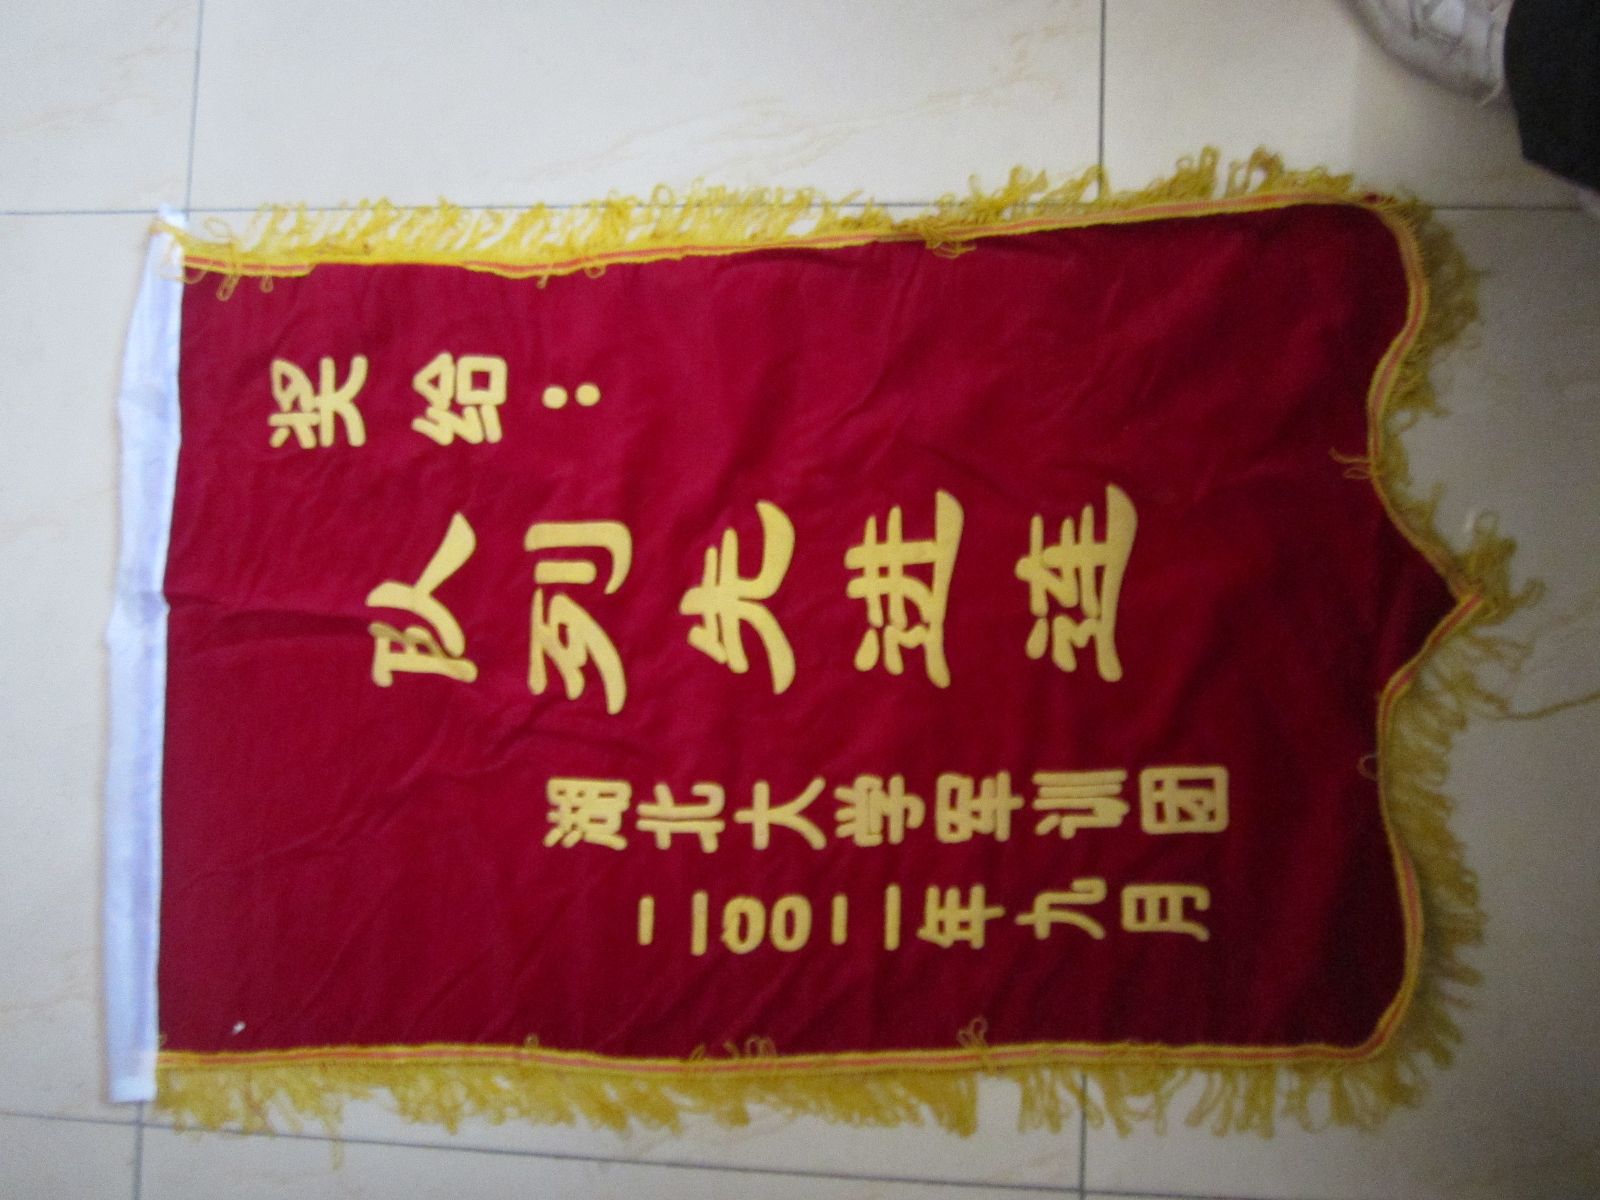 奖给：
队列先进连
湖北大学军训团
二〇〇二年九月